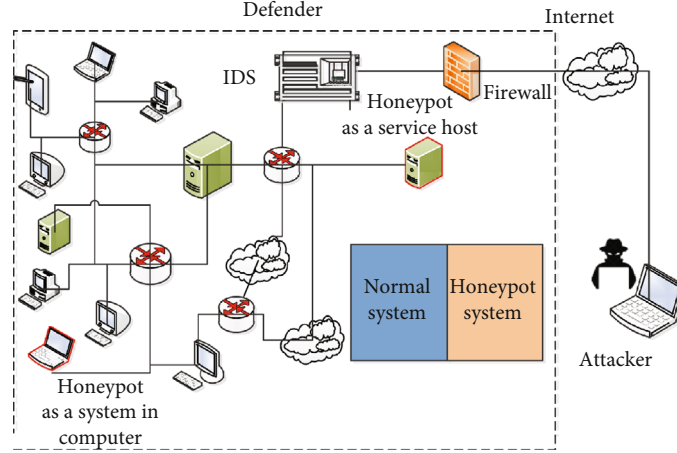 Defender
Internet
IDS
Firewall
Honeypot
as a service host
Normal
system
Honeypot
system
Attacker
Honeypot
as a system in
computer